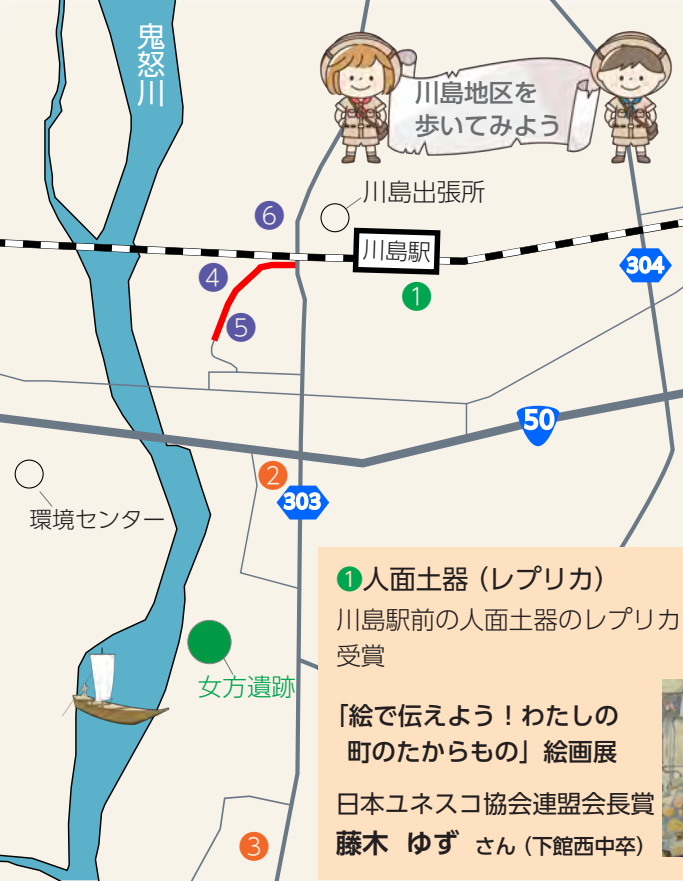 鬼怒川
川島地区を
歩いてみよう
川島出張所
6
川島駅
304
4
1
5
50
2
303
環境センター
女方遺跡
3
1人面土器（レプリカ）
川島駅前の人面土器のレプリカ
受賞
「絵で伝えよう！わたしの
町のたからもの」絵画展
日本ユネスコ協会連盟会長賞
藤木 ゆず さん（下館西中卒）